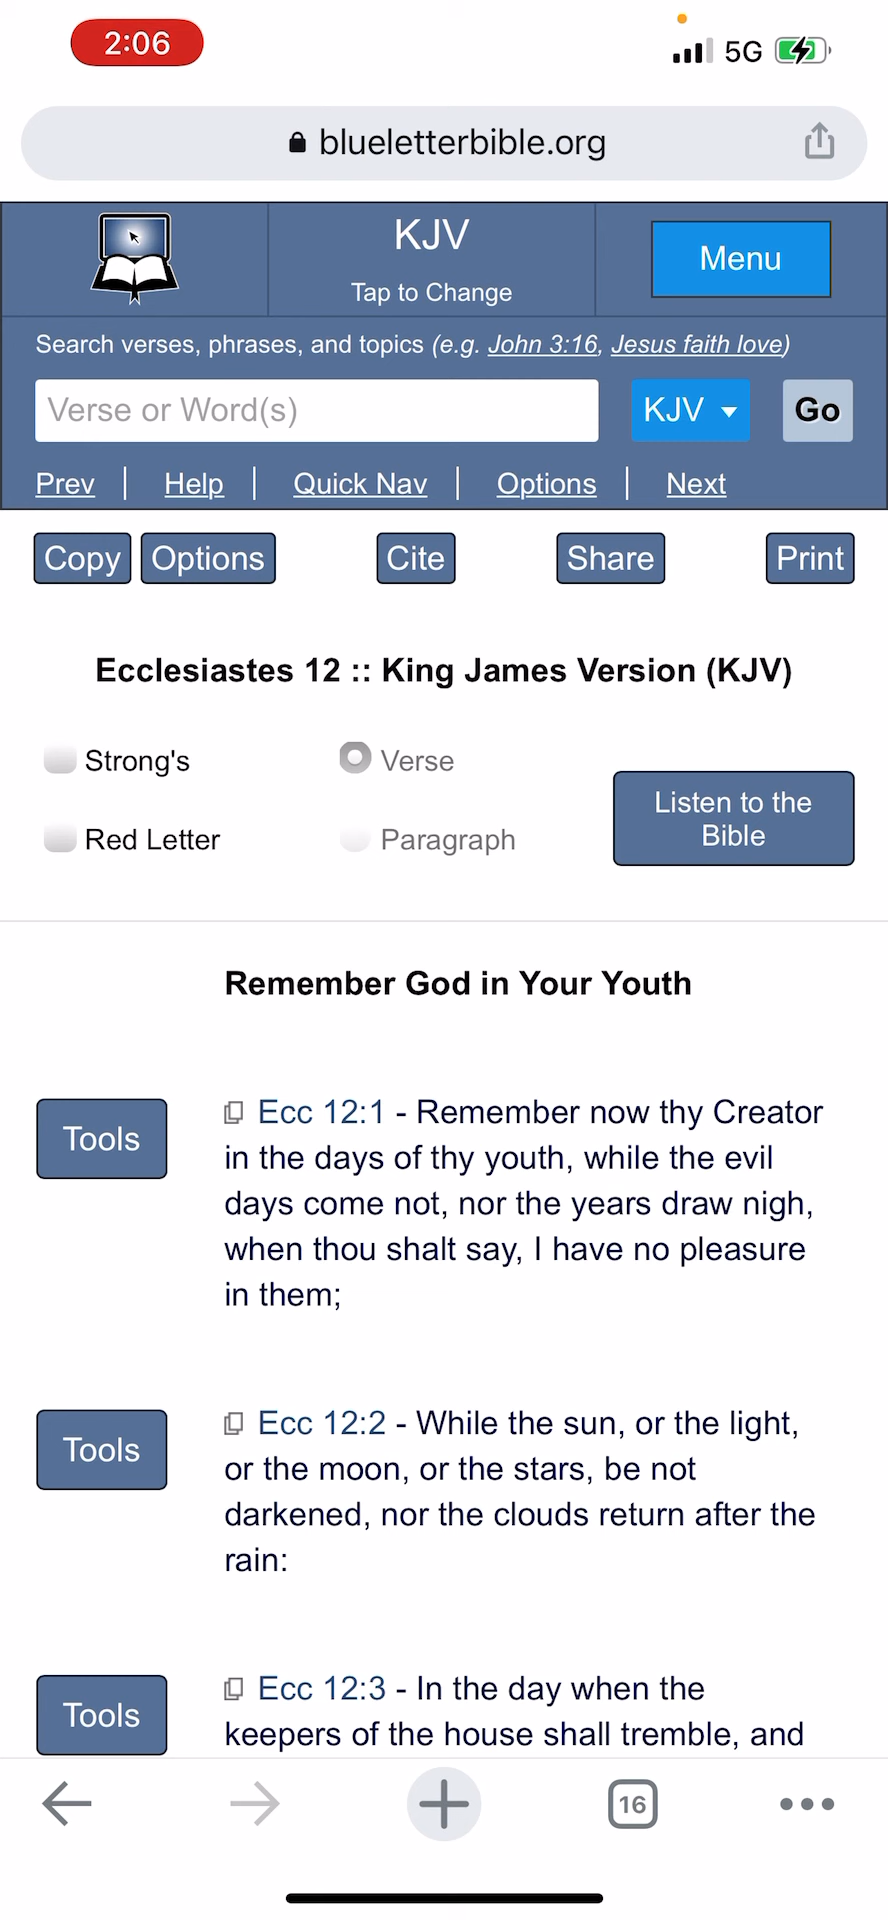 2:06
5G
blueletterbible.org
KJV
Tap to Change
Menu
Search verses, phrases, and topics (e.g. John 3:16, Jesus faith love)
Verse or Word(s)
KJV
Go
Prev | Help | Quick Nav | Options | Next
Copy Options Cite Share Print
Ecclesiastes 12 :: King James Version (KJV)
Strong's
Verse
Red Letter
Paragraph
Listen to the
Bible
Remember God in Your Youth
Tools
Ecc 12:1 - Remember now thy Creator
in the days of thy youth, while the evil
days come not, nor the years draw nigh,
when thou shalt say, I have no pleasure
in them;
Tools
Ecc 12:2 - While the sun, or the light,
or the moon, or the stars, be not
darkened, nor the clouds return after the
rain:
Tools
Ecc 12:3 - In the day when the
keepers of the house shall tremble, and
16